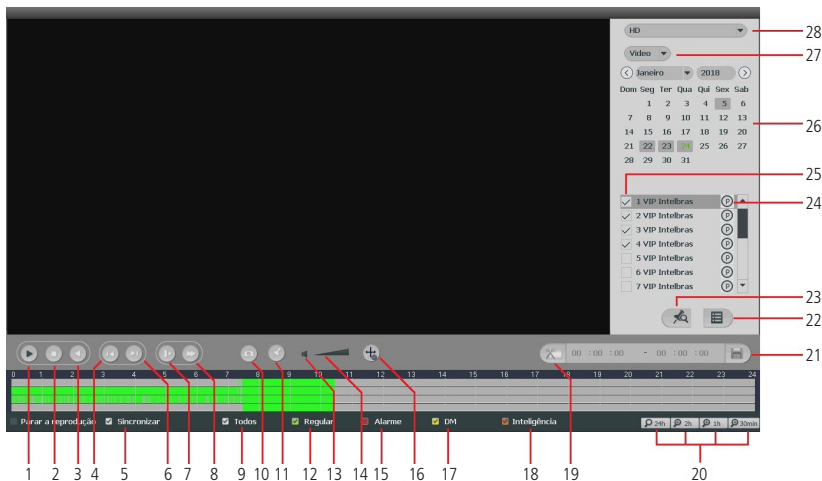 HD
28
Video
27
Janeiro 2018
Dom Seg Ter Qua Qui Sex Sab
1 2 3 4 5 6
7 8 9 10 11 12 13
26
14 15 16 17 18 19 20
21 22 23 24 25 26 27
28 29 30 31
25
1 VIP Intelbras P
24
2 VIP Intelbras P
3 VIP Intelbras P
4 VIP Intelbras P
5 VIP Intelbras P
6 VIP Intelbras P
7 VIP Intelbras P
23
22
00 : 00 : 00 - 00 : 00 : 00
21
0 1 2 3 4 5 6 7 8 9 10 11 12 13 14 15 16 17 18 19 20 21 22 23 24
Parar a reprodução Sincronizar Todos Regular Alarme DM Inteligência 24h 2h 1h 30min
1 2 3 4 5 6 7 8 9 10 11 12 13 14 15 16 17 18 19 20